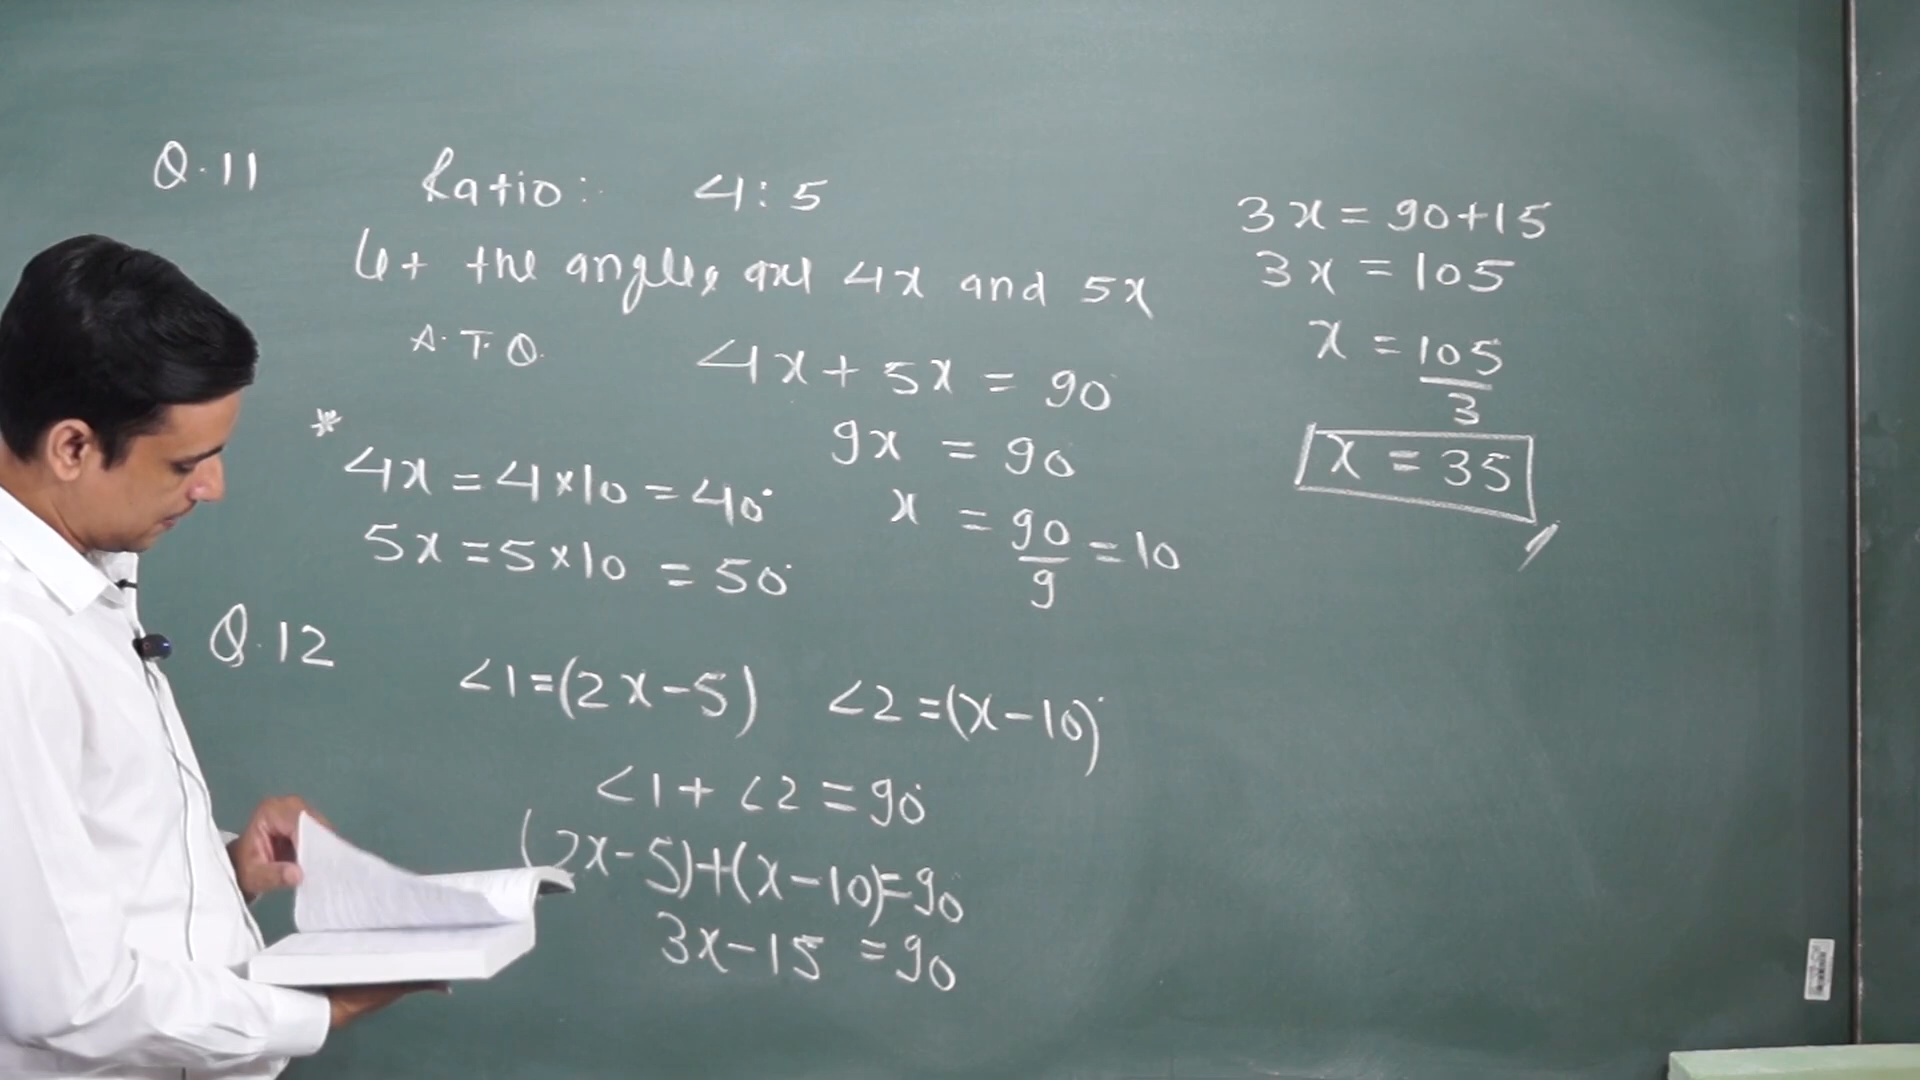 Q.11 Ratio: 4:5
Let the angles are 4x and 5x
A.T.Q. 4x + 5x = 90°
9x = 90
x = 90/9 = 10
*
4x = 4×10 = 40°
5x = 5×10 = 50°
Q.12
∠1=(2x-5) ∠2=(x-10)°
∠1+∠2=90°
(2x-5)+(x-10)=90
3x-15=90
3x=90+15
3x=105
x=105/3
x=35